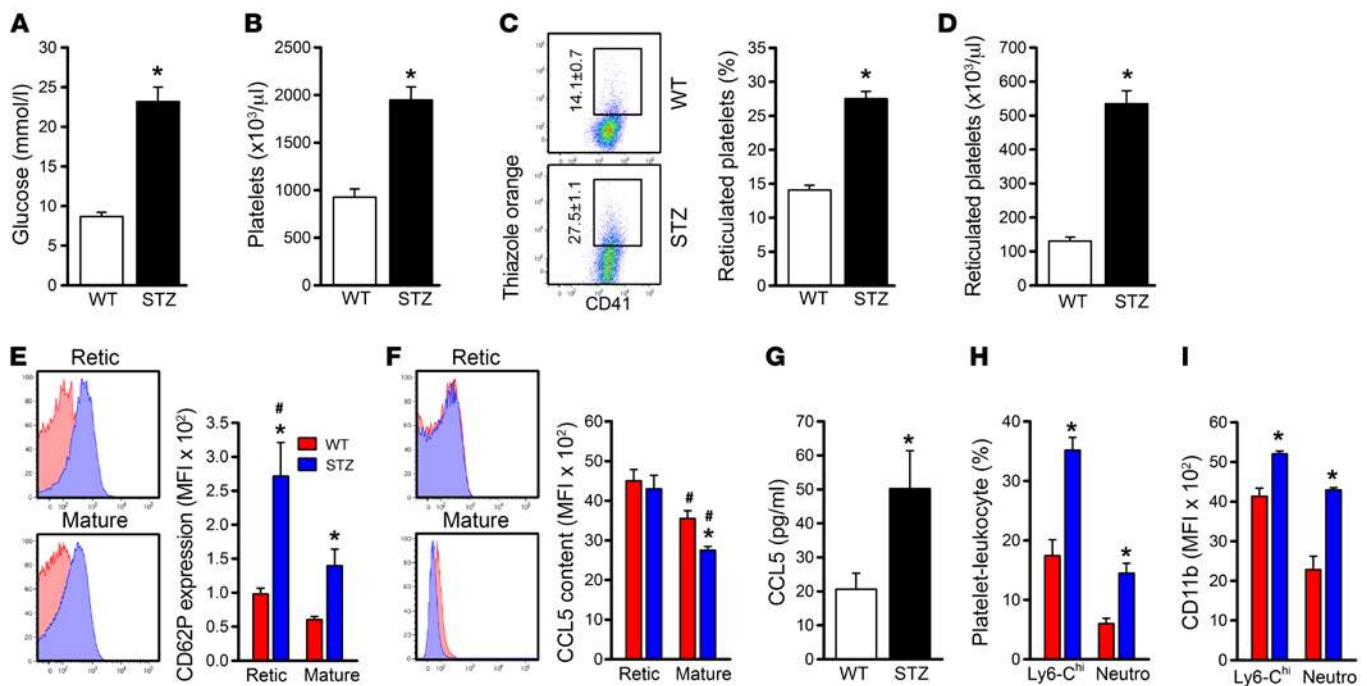 A
Glucose (mmol/l)
30
25
20
15
10
5
0
*
WT STZ
B
Platelets (x10³/µl)
2500
2000
1500
1000
500
0
*
WT STZ
C
Thiazole orange
14.1±0.7
WT
27.5±1.1
STZ
CD41
Reticulated platelets (%)
35
30
25
20
15
10
5
0
*
WT STZ
D
Reticulated platelets (x10³/µl)
700
600
500
400
300
200
100
0
*
WT STZ
E
Retic
Mature
CD62P expression (MFI x 10²)
3.5
3.0
2.5
2.0
1.5
1.0
0.5
0.0
#
*
*
WT
STZ
Retic Mature
F
Retic
Mature
CCL5 content (MFI x 10²)
60
50
40
30
20
10
0
#
#
*
Retic Mature
G
CCL5 (pg/ml)
70
60
50
40
30
20
10
0
*
WT STZ
H
Platelet-leukocyte (%)
50
40
30
20
10
0
*
*
Ly6-Cʰⁱ Neutro
I
CD11b (MFI x 10²)
60
50
40
30
20
10
0
*
*
Ly6-Cʰⁱ Neutro